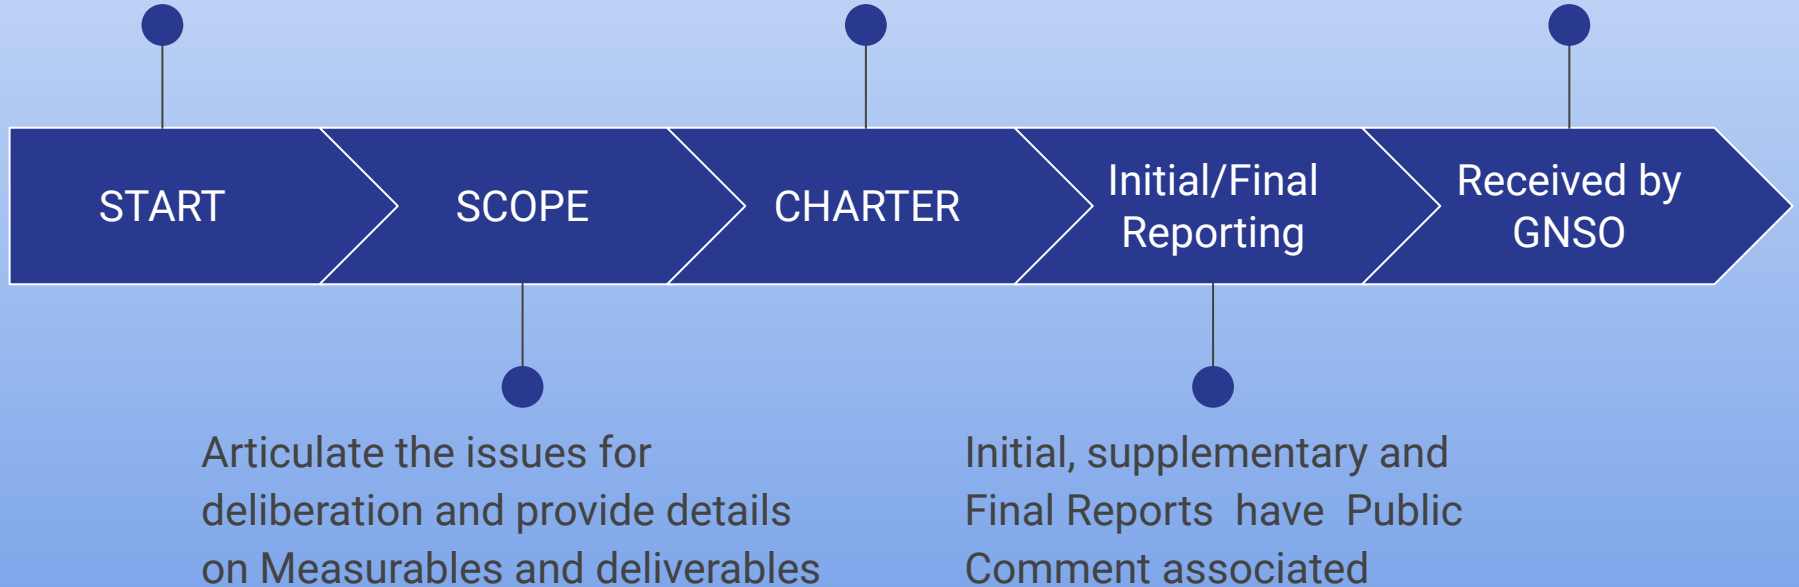 START
SCOPE
CHARTER
Initial/Final
Reporting
Received by
GNSO
Articulate the issues for
deliberation and provide details
on Measurables and deliverables
Initial, supplementary and
Final Reports have Public
Comment associated